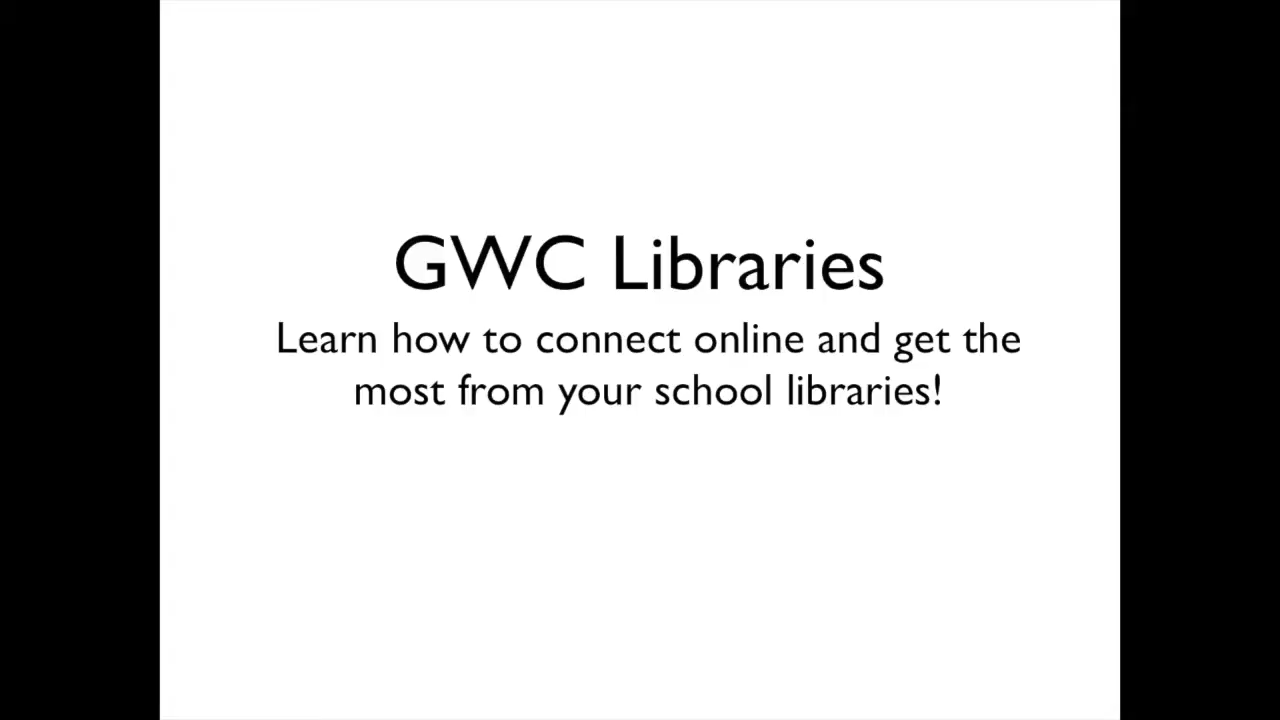 GWC Libraries
Learn how to connect online and get the
most from your school libraries!